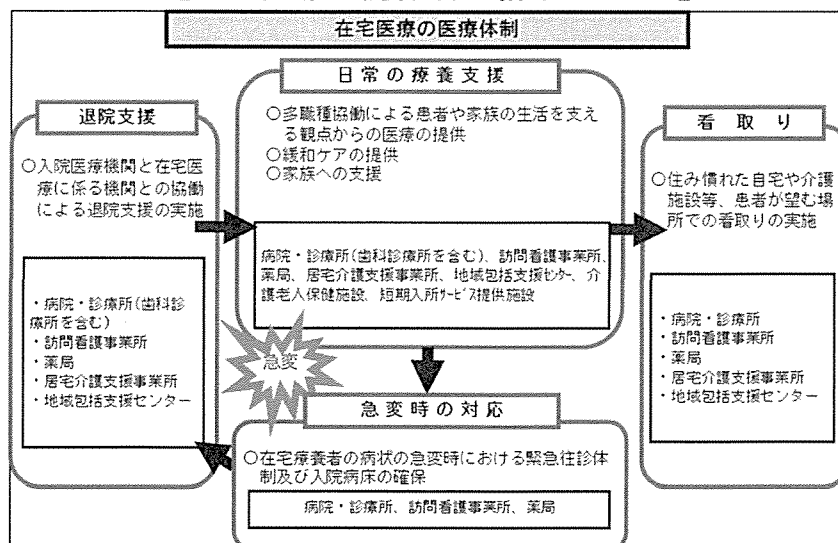 在宅医療の医療体制
退院支援
○入院医療機関と在宅医
療に係る機関との協働
による退院支援の実施
・病院・診療所(歯科診
療所を含む)
・訪問看護事業所
・薬局
・居宅介護支援事業所
・地域包括支援センター
日常の療養支援
○多職種協働による患者や家族の生活を支え
る観点からの医療の提供
○緩和ケアの提供
○家族への支援
病院・診療所(歯科診療所を含む)、訪問看護事業所、
薬局、居宅介護支援事業所、地域包括支援センター、介
護老人保健施設、短期入所サービス提供施設
急変
急変時の対応
○在宅療養者の病状の急変時における緊急往診体
制及び入院病床の確保
病院・診療所、訪問看護事業所、薬局
看取り
○住み慣れた自宅や介護
施設等、患者が望む場
所での看取りの実施
・病院・診療所
・訪問看護事業所
・薬局
・居宅介護支援事業所
・地域包括支援センター